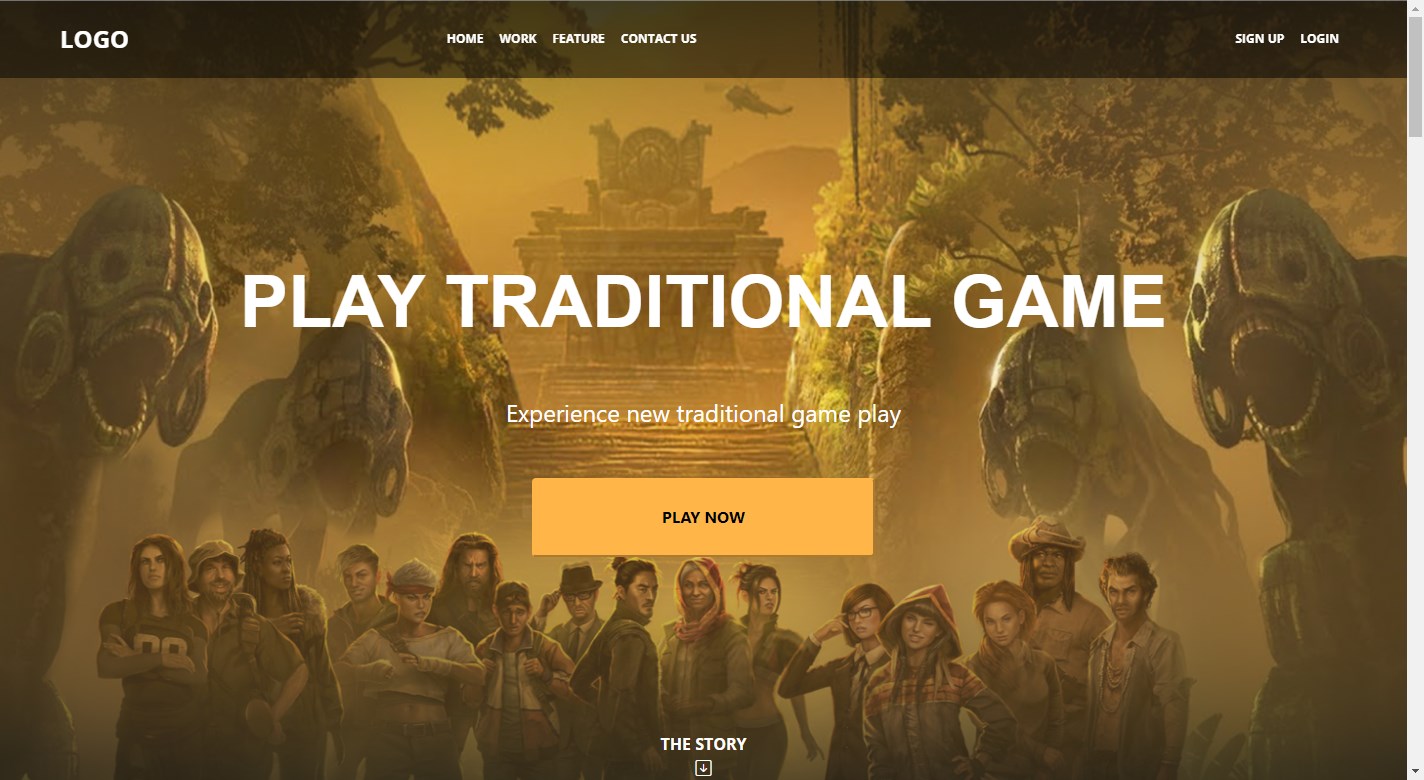 LOGO
HOME WORK FEATURE CONTACT US
SIGN UP LOGIN
PLAY TRADITIONAL GAME
Experience new traditional game play
PLAY NOW
THE STORY